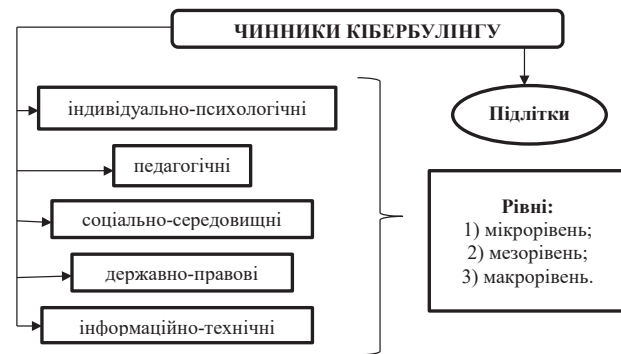 ЧИННИКИ КІБЕРБУЛІНГУ
індивідуально-психологічні
Підлітки
педагогічні
соціально-середовищні
державно-правові
інформаційно-технічні
Рівні:
1) мікрорівень;
2) мезорівень;
3) макрорівень.